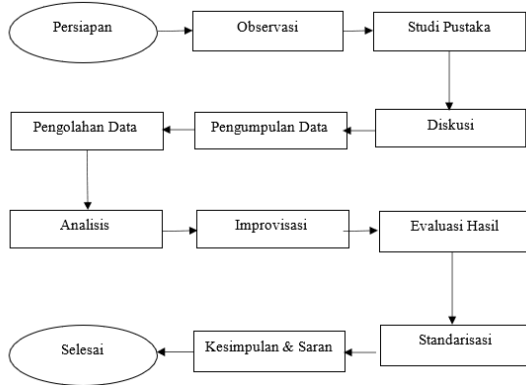 Persiapan
Observasi
Studi Pustaka
Diskusi
Pengumpulan Data
Pengolahan Data
Analisis
Improvisasi
Evaluasi Hasil
Standarisasi
Kesimpulan & Saran
Selesai